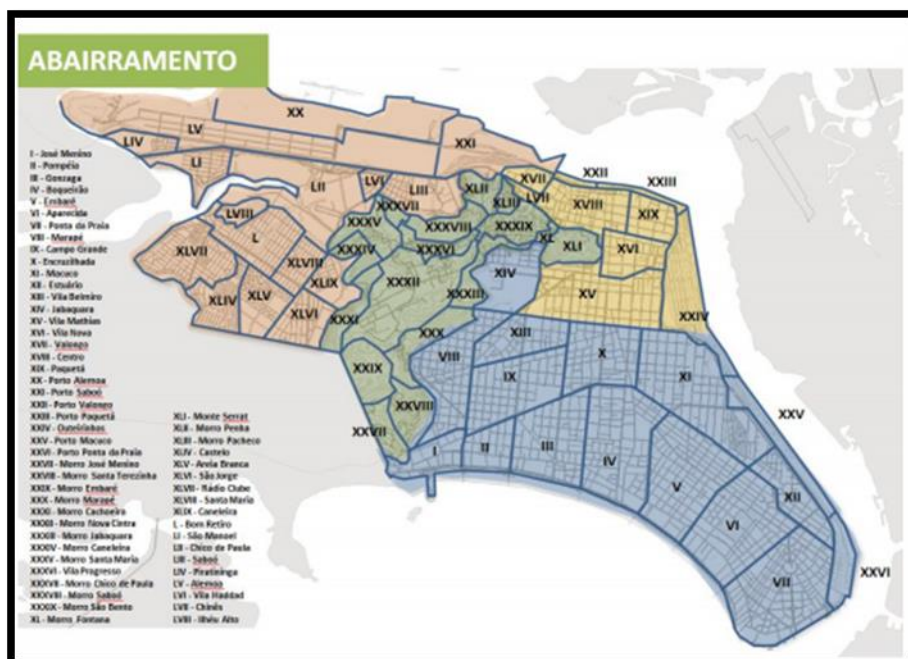 ABAIRRAMENTO
I - José Menino
II - Pompéia
III - Gonzaga
IV - Boqueirão
V - Embaré
VI - Aparecida
VII - Ponta da Praia
VIII - Marapé
IX - Campo Grande
X - Encruzilhada
XI - Macuco
XII - Estuário
XIII - Vila Belmiro
XIV - Jabaquara
XV - Vila Mathias
XVI - Vila Nova
XVII - Valongo
XVIII - Centro
XIX - Paquetá
XX - Porto Alemoa
XXI - Porto Saboó
XXII - Porto Valongo
XXIII - Porto Paquetá
XXIV - Outeirinhos
XXV - Porto Macuco
XXVI - Porto Ponta da Praia
XXVII - Morro José Menino
XXVIII - Morro Santa Terezinha
XXIX - Morro Embaré
XXX - Morro Marapé
XXXI - Morro Cachoeira
XXXII - Morro Nova Cintra
XXXIII - Morro Jabaquara
XXXIV - Morro Caneleira
XXXV - Morro Santa Maria
XXXVI - Vila Progresso
XXXVII - Morro Chico de Paula
XXXVIII - Morro Saboó
XXXIX - Morro São Bento
XL - Morro Fontana
XLI - Monte Serrat
XLII - Morro Penha
XLIII - Morro Pacheco
XLIV - Castelo
XLV - Areia Branca
XLVI - São Jorge
XLVII - Rádio Clube
XLVIII - Santa Maria
XLIX - Caneleira
L - Bom Retiro
LI - São Manoel
LII - Chico de Paula
LIII - Saboó
LIV - Piratininga
LV - Alemoa
LVI - Vila Haddad
LVII - Chinês
LVIII - Ilhéu Alto
XX
LV
LIV
XXI
LI
LII
LVI
LIII
XLII
XVII
XXII
XXIII
LVII
XXXVII
XLIII
XVIII
XIX
LVIII
XXXV
XXXVIII
XXXIX
L
XL
XLI
XVI
XLVII
XXXIV
XXXVI
XLVIII
XXXII
XIV
XLIX
XXXIII
XV
XLIV
XLV
XLVI
XXXI
XXIV
XXX
XIII
VIII
X
XI
XXIX
IX
XXVIII
XXV
XXVII
I
II
III
IV
V
XII
VI
XXVI
VII